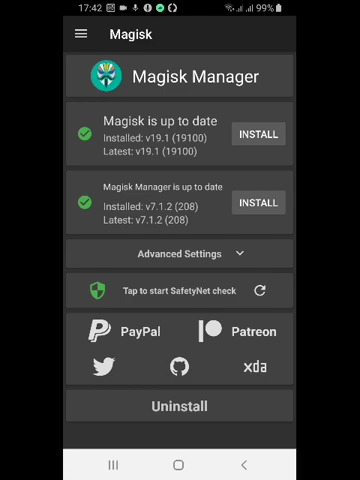 17:42
99%
Magisk
Magisk Manager
Magisk is up to date
Installed: v19.1 (19100)
Latest: v19.1 (19100)
INSTALL
Magisk Manager is up to date
Installed: v7.1.2 (208)
Latest: v7.1.2 (208)
INSTALL
Advanced Settings
Tap to start SafetyNet check
PayPal
Patreon
xda
Uninstall